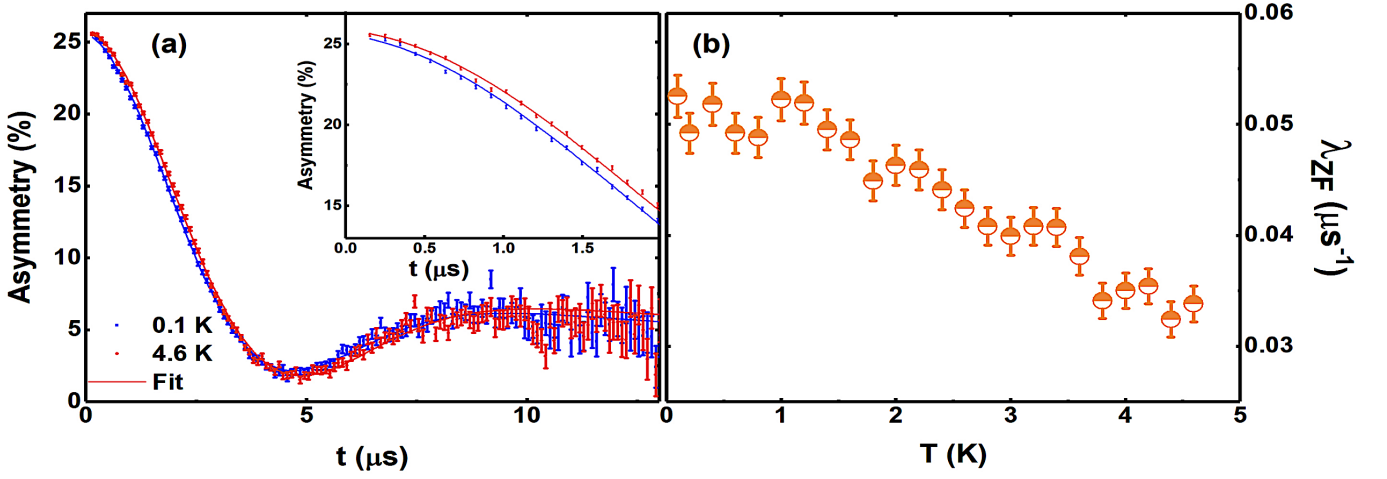 (a)
Asymmetry (%)
25
20
15
10
5
0
0
5
10
t (μs)
0.1 K
4.6 K
Fit
Asymmetry (%)
25
20
15
0.0
0.5
1.0
1.5
t (μs)
(b)
0.06
0.05
0.04
0.03
λZF (μs-1)
0
1
2
3
4
5
T (K)